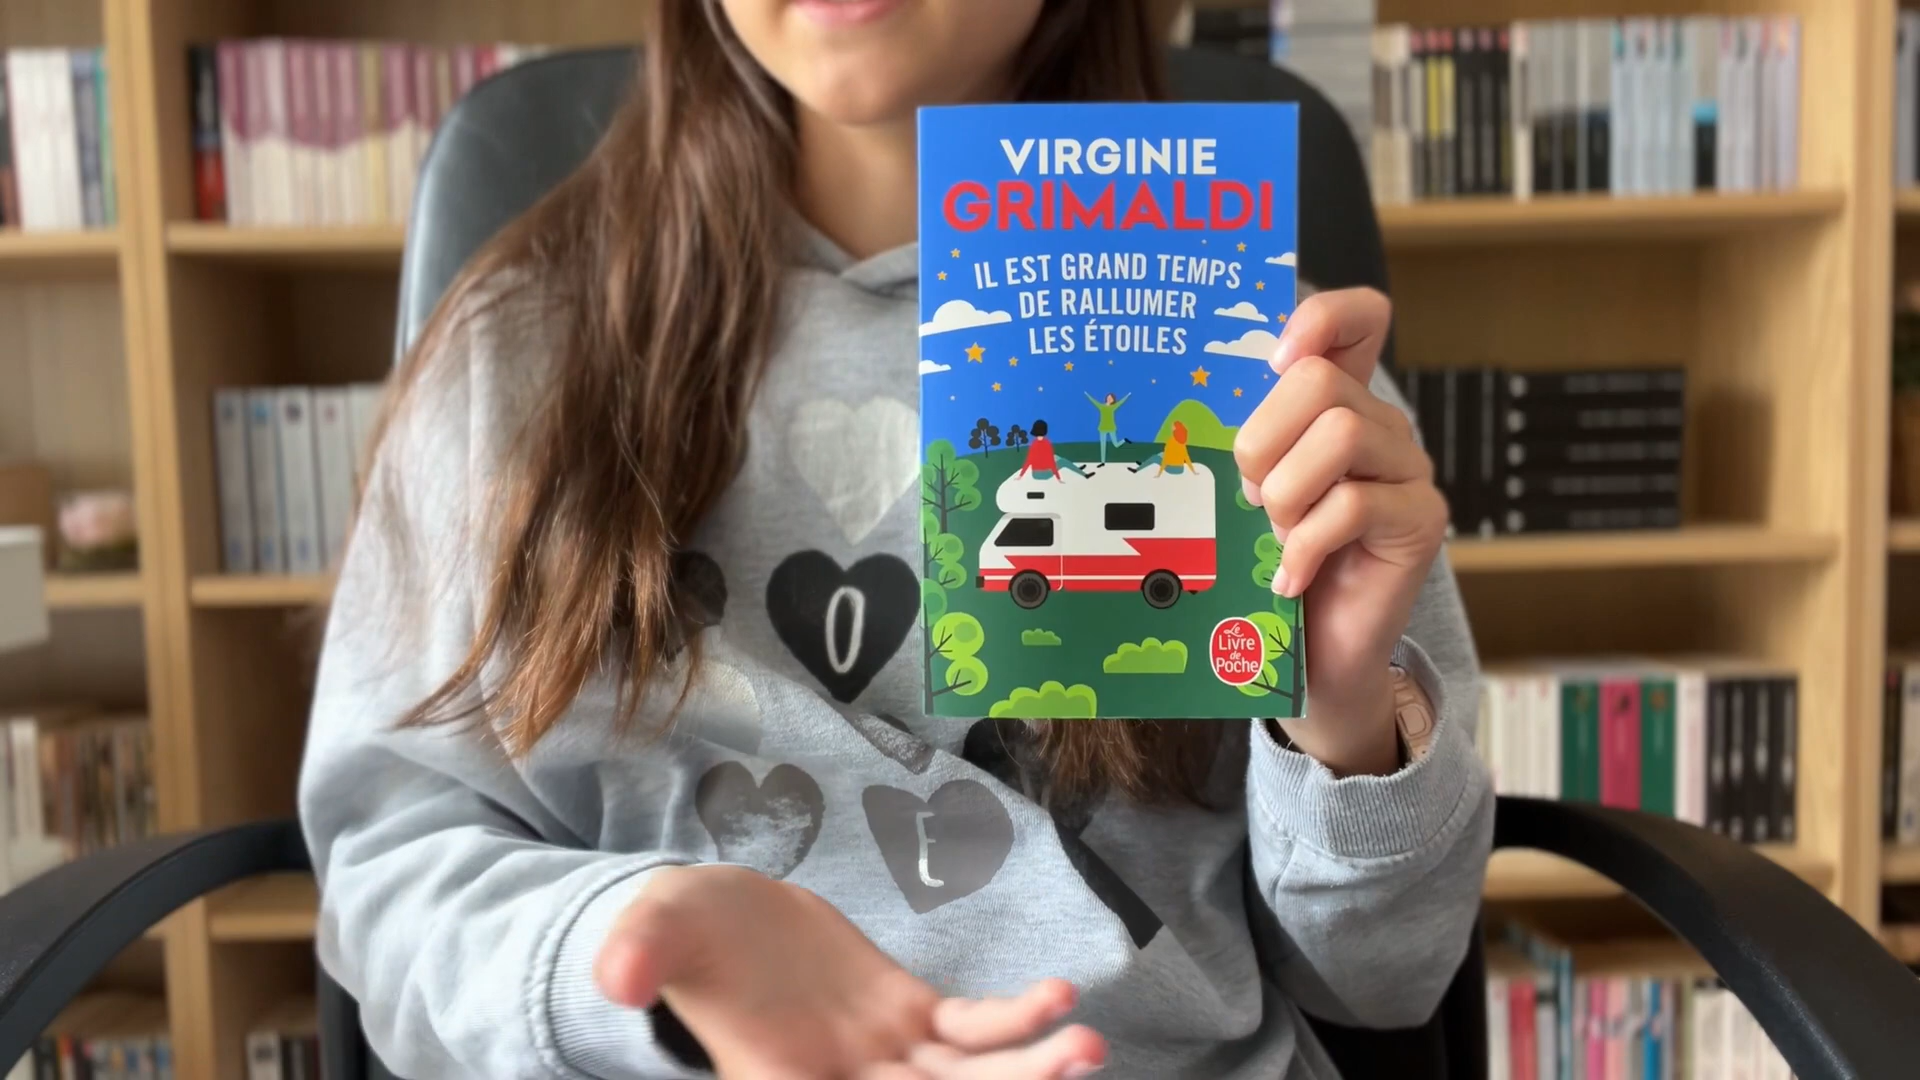 VIRGINIE
GRIMALDI
IL EST GRAND TEMPS
DE RALLUMER
LES ÉTOILES
Le
Livre
de
Poche
O
E